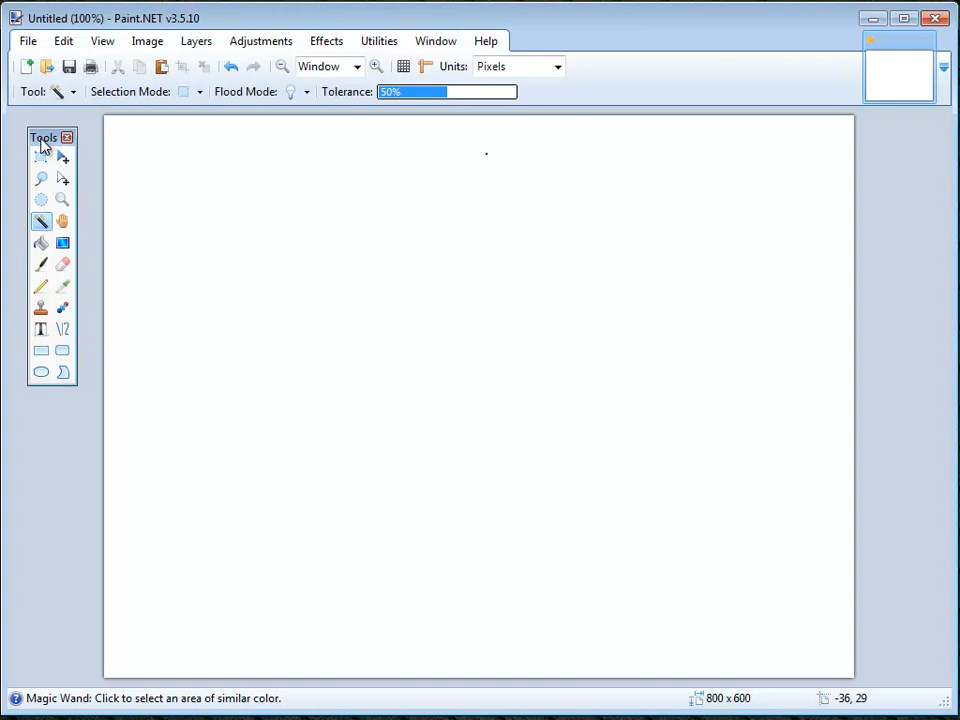 Untitled (100%) - Paint.NET v3.5.10
File Edit View Image Layers Adjustments Effects Utilities Window Help
Window Units: Pixels
Tool: Selection Mode: Flood Mode: Tolerance: 50%
Tools
Magic Wand: Click to select an area of similar color. 800 x 600 -36, 29